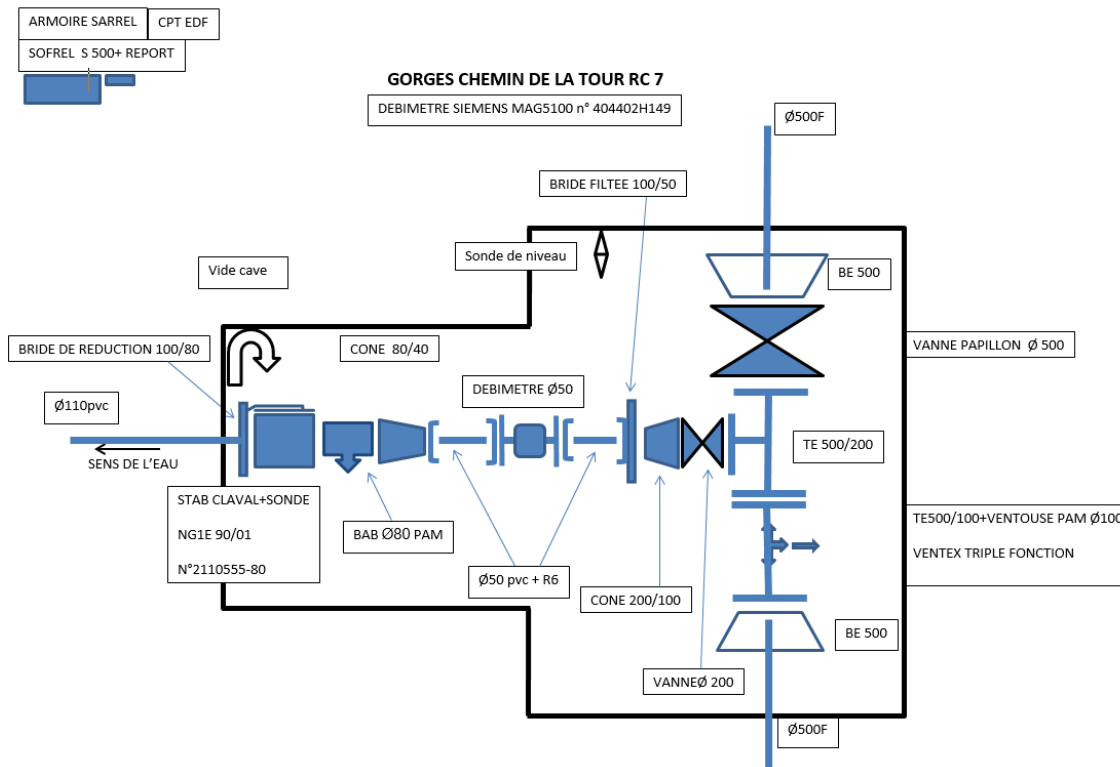 ARMOIRE SARREL
CPT EDF
SOFREL S 500+ REPORT
GORGES CHEMIN DE LA TOUR RC 7
DEBIMETRE SIEMENS MAG5100 n° 404402H149
Ø500F
BRIDE FILTEE 100/50
Sonde de niveau
Vide cave
BE 500
BRIDE DE REDUCTION 100/80
CONE 80/40
VANNE PAPILLON Ø 500
DEBIMETRE Ø50
Ø110pvc
TE 500/200
SENS DE L’EAU
STAB CLAVAL+SONDE
NG1E 90/01
N°2110555-80
BAB Ø80 PAM
TE500/100+VENTOUSE PAM Ø100
VENTEX TRIPLE FONCTION
Ø50 pvc + R6
CONE 200/100
BE 500
VANNEØ 200
Ø500F